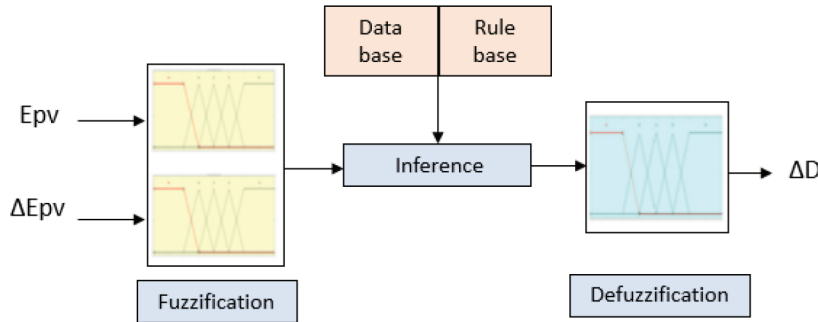 Data
base
Rule
base
Epv
ΔEpv
Inference
ΔD
Fuzzification
Defuzzification